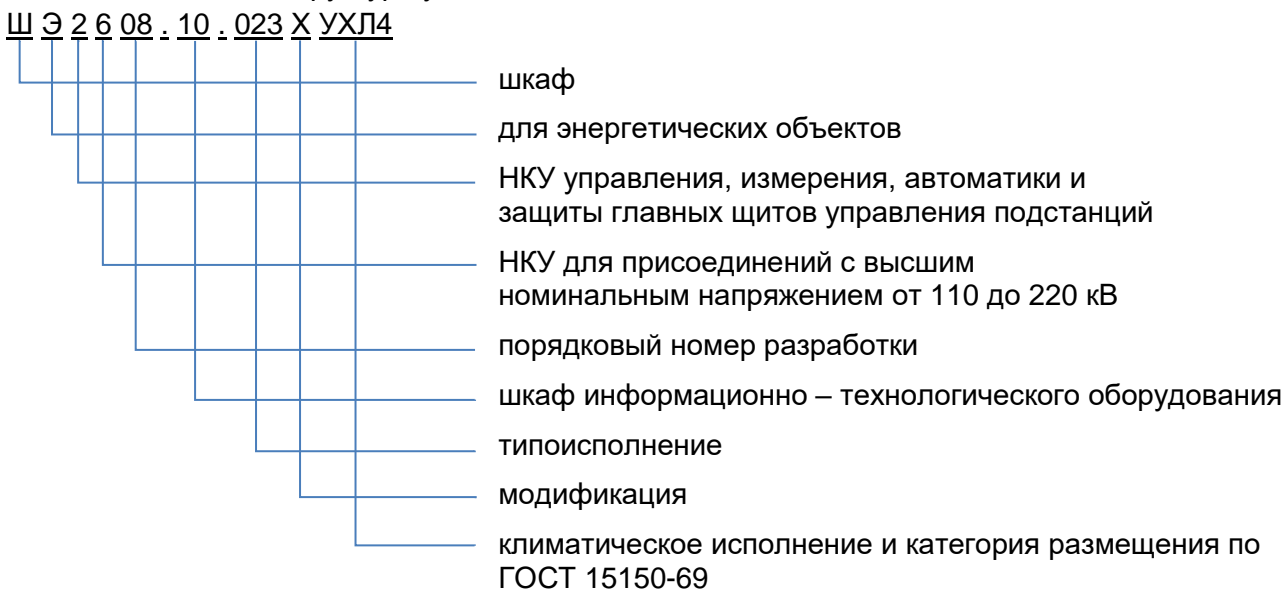 Ш Э 2 6 08 . 10 . 023 Х УХЛ4
шкаф
для энергетических объектов
НКУ управления, измерения, автоматики и
защиты главных щитов управления подстанций
НКУ для присоединений с высшим
номинальным напряжением от 110 до 220 кВ
порядковый номер разработки
шкаф информационно – технологического оборудования
типоисполнение
модификация
климатическое исполнение и категория размещения по
ГОСТ 15150-69